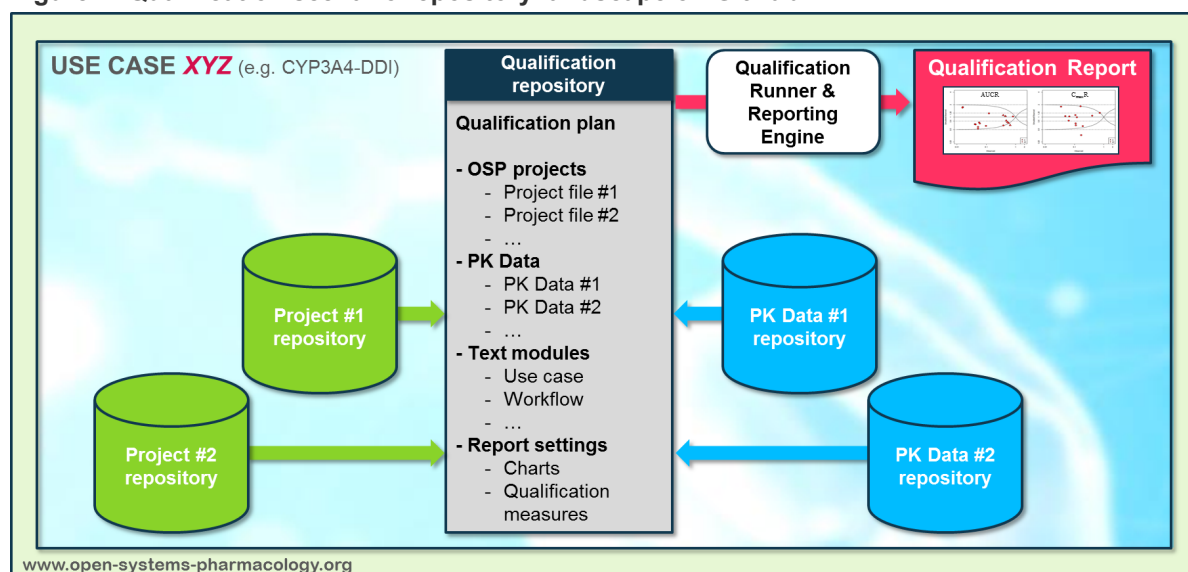 USE CASE XYZ (e.g. CYP3A4-DDI)
Qualification
repository
Qualification plan
- OSP projects
- Project file #1
- Project file #2
- ...
- PK Data
- PK Data #1
- PK Data #2
- ...
- Text modules
- Use case
- Workflow
- ...
- Report settings
- Charts
- Qualification
measures
Qualification
Runner &
Reporting
Engine
Qualification Report
AUCR
CmaxR
Project #1
repository
Project #2
repository
PK Data #1
repository
PK Data #2
repository
www.open-systems-pharmacology.org